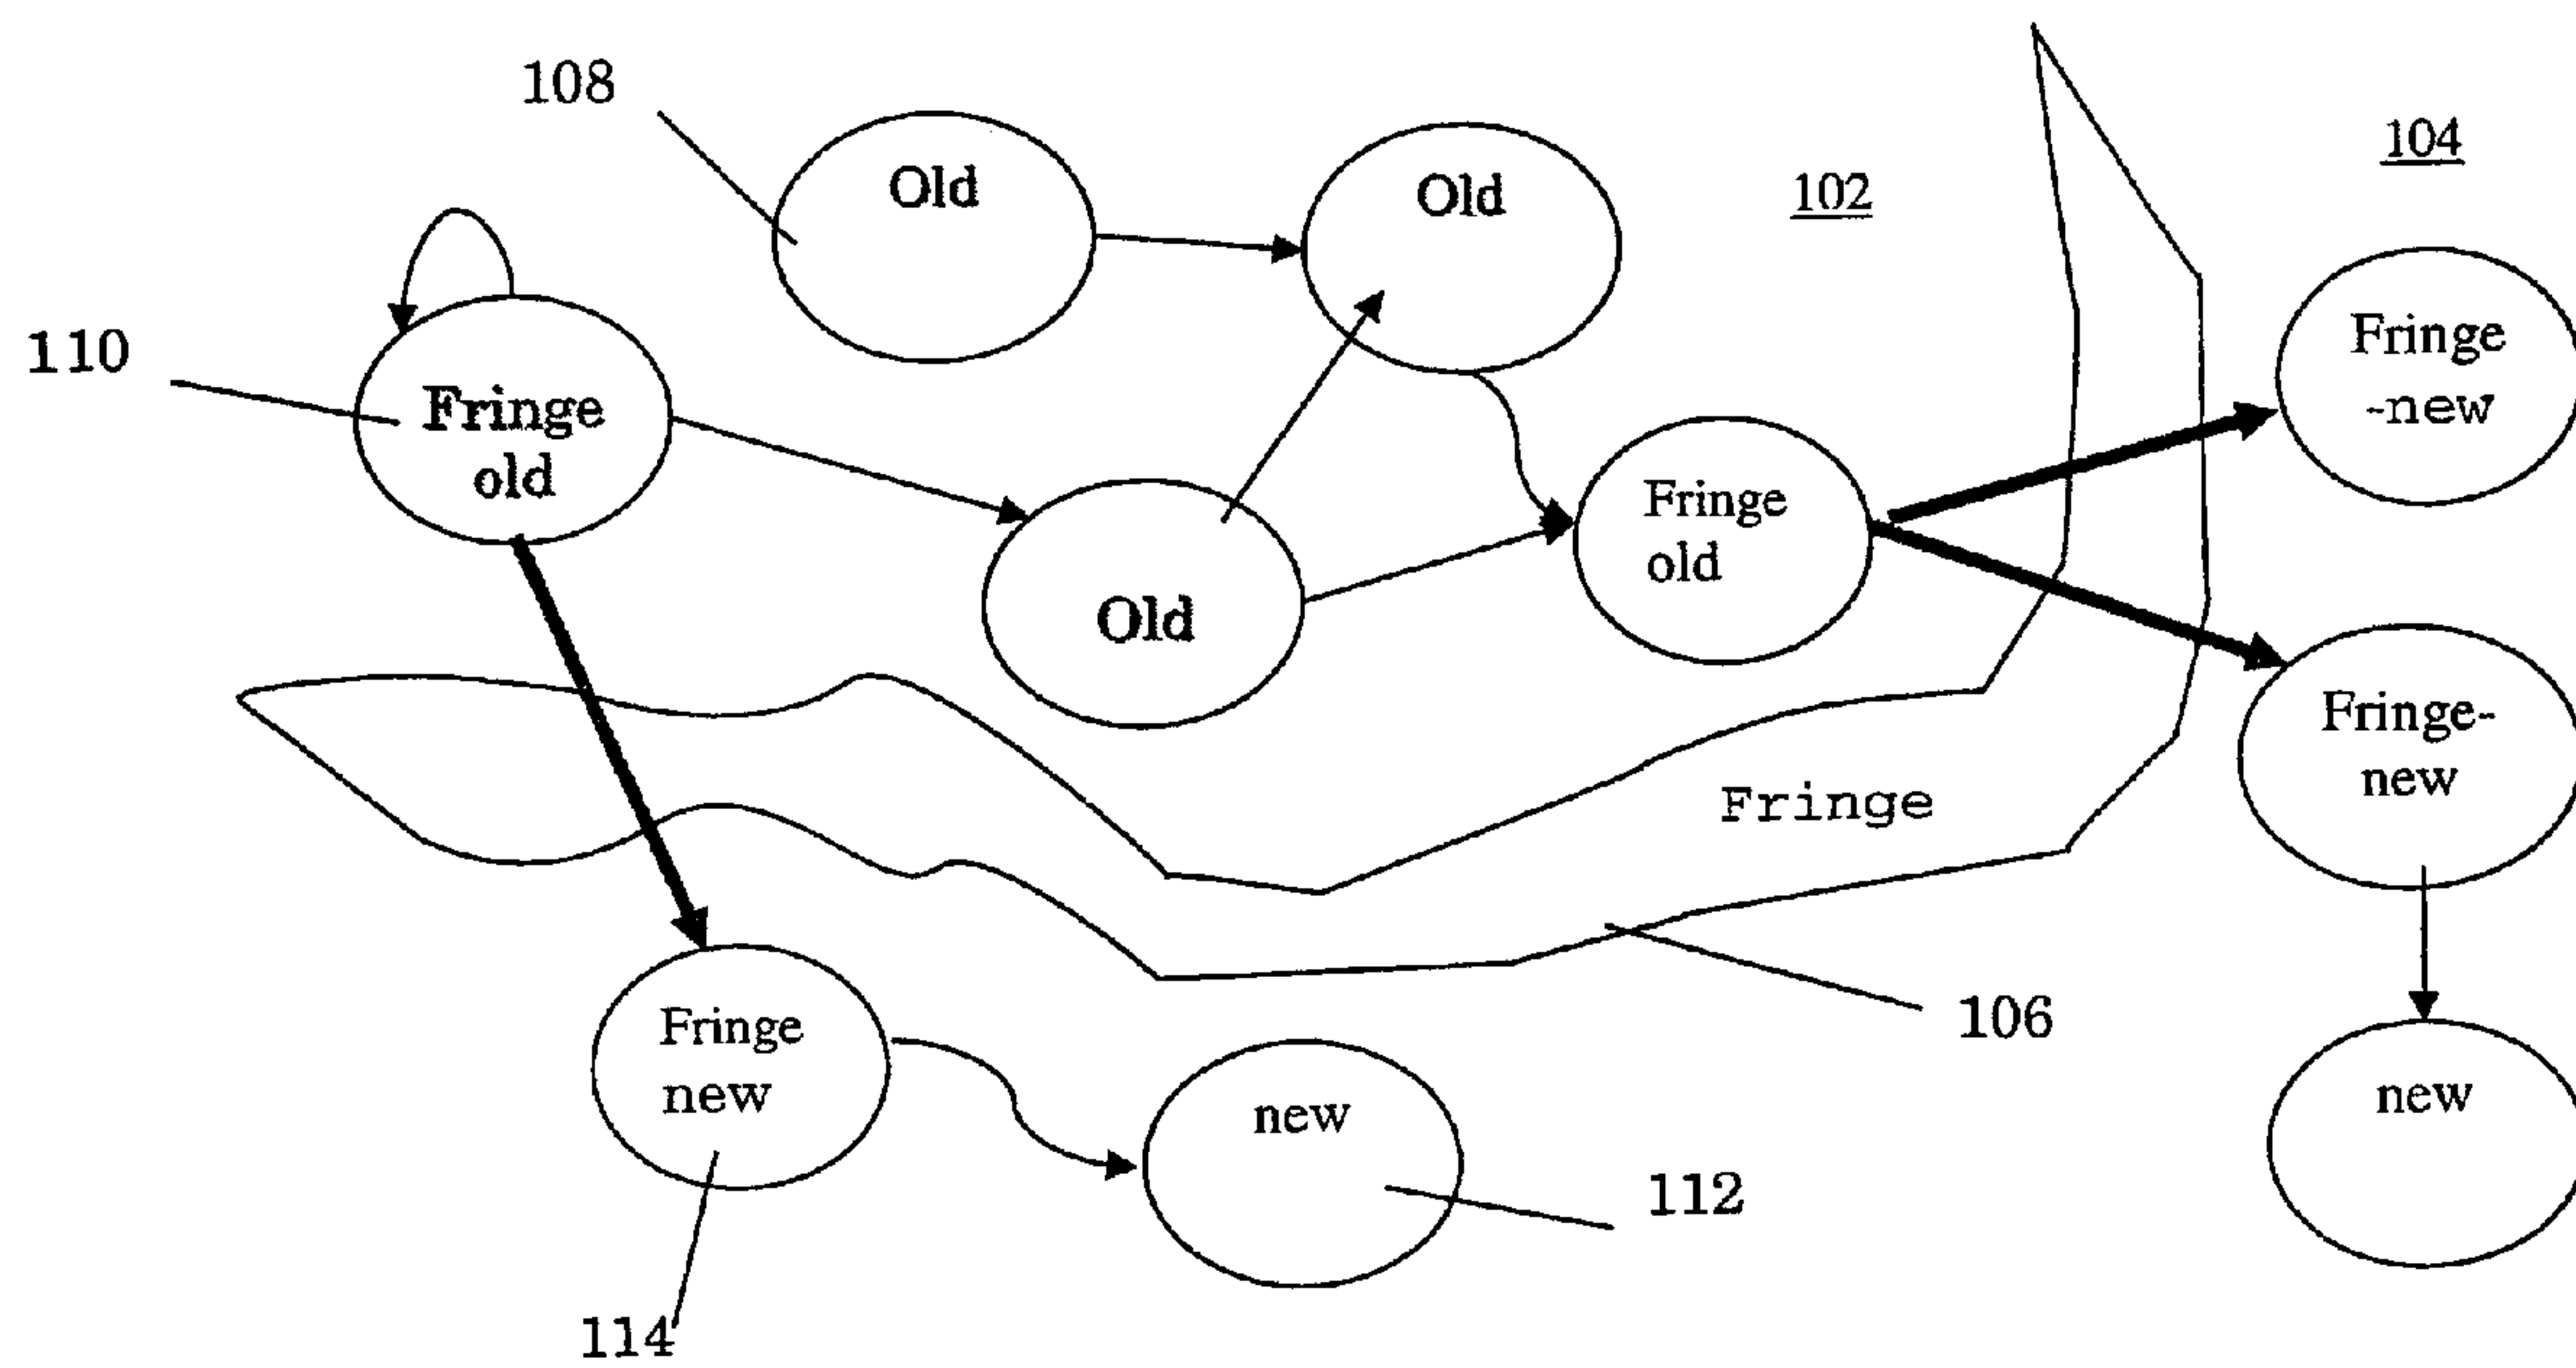 108
Old
Old
102
104
110
Fringe
old
Fringe
-new
Fringe
old
Old
Fringe-
new
Fringe
106
Fringe
new
new
new
112
114